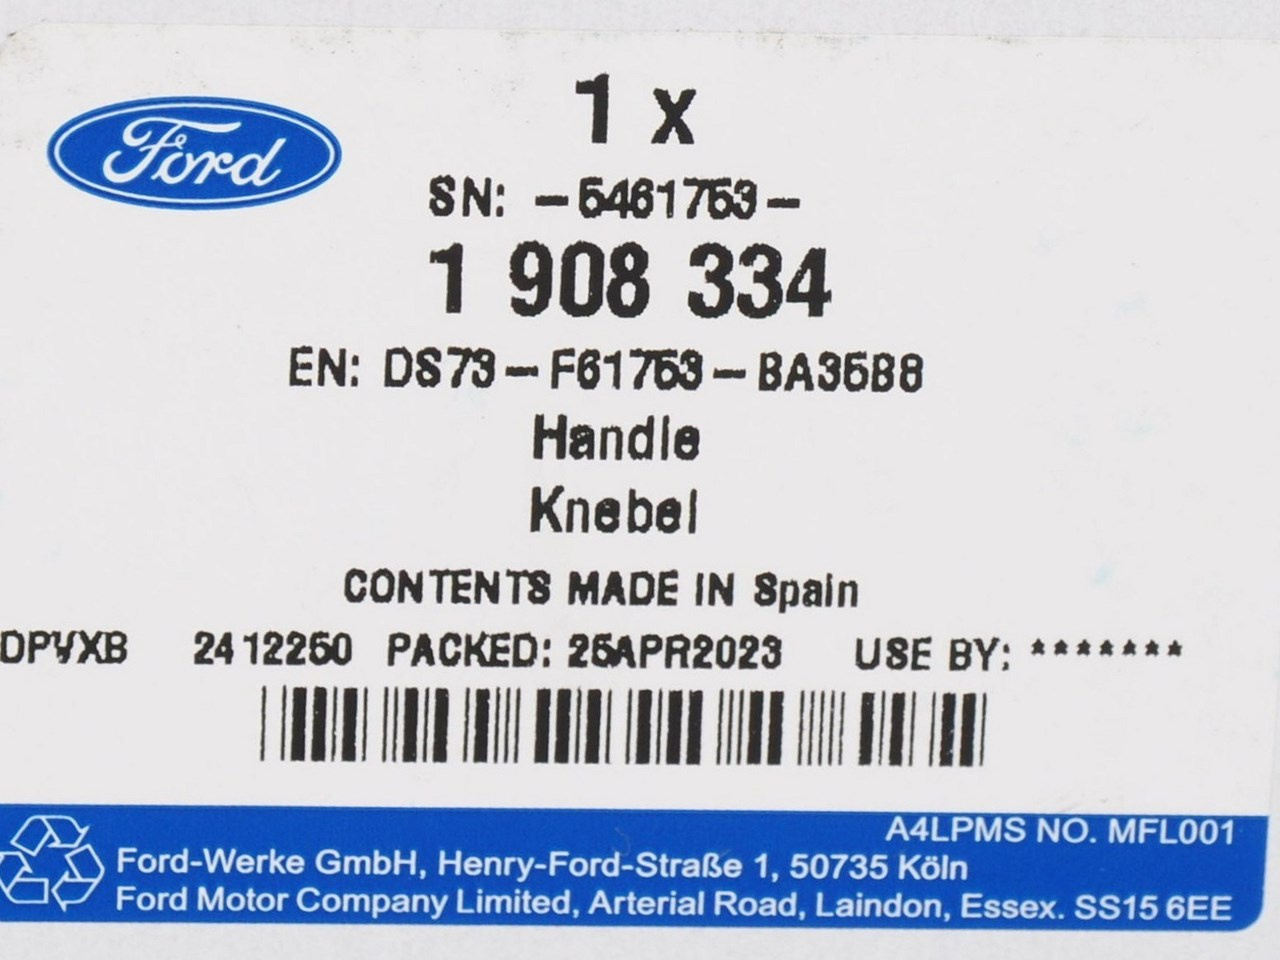 Ford
1 x
SN: -5461753-
1 908 334
EN: DS73-F61753-BA35B8
Handle
Knebel
CONTENTS MADE IN Spain
DPVXB 2412250 PACKED: 25APR2023 USE BY: *******
A4LPMS NO. MFL001
Ford-Werke GmbH, Henry-Ford-Straße 1, 50735 Köln
Ford Motor Company Limited, Arterial Road, Laindon, Essex. SS15 6EE